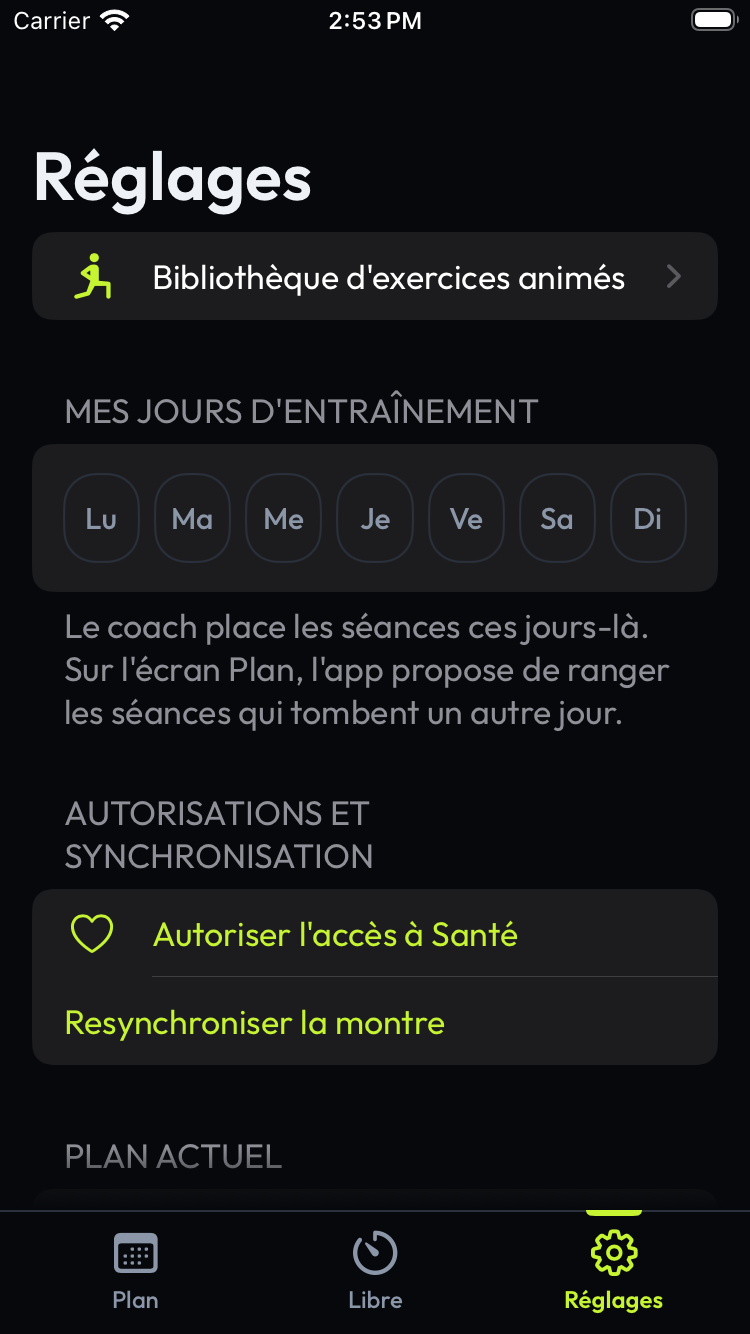 Carrier 2:53 PM
Réglages
Bibliothèque d'exercices animés
MES JOURS D'ENTRAÎNEMENT
Lu Ma Me Je Ve Sa Di
Le coach place les séances ces jours-là.
Sur l'écran Plan, l'app propose de ranger
les séances qui tombent un autre jour.
AUTORISATIONS ET
SYNCHRONISATION
Autoriser l'accès à Santé
Resynchroniser la montre
PLAN ACTUEL
Plan Libre Réglages